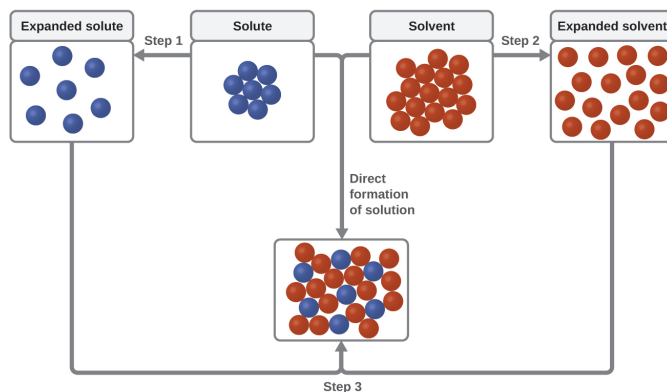 Expanded solute
Solute
Solvent
Expanded solvent
Step 1
Step 2
Direct
formation
of solution
Step 3